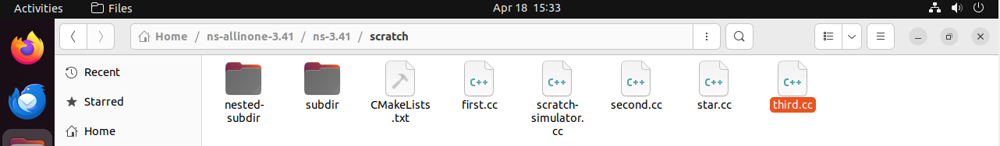 Activities Files Apr 18 15:33
Home / ns-allinone-3.41 / ns-3.41 / scratch
Recent
Starred
Home
nested-
subdir
subdir
CMakeLists
.txt
C++
first.cc
C++
scratch-
simulator.
cc
C++
second.cc
C++
star.cc
C++
third.cc